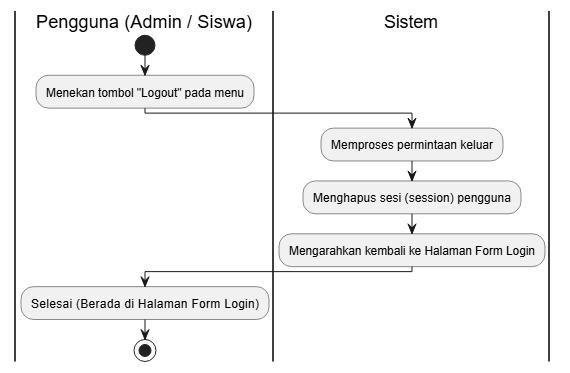 Pengguna (Admin / Siswa)
Sistem
Menekan tombol "Logout" pada menu
Memproses permintaan keluar
Menghapus sesi (session) pengguna
Mengarahkan kembali ke Halaman Form Login
Selesai (Berada di Halaman Form Login)